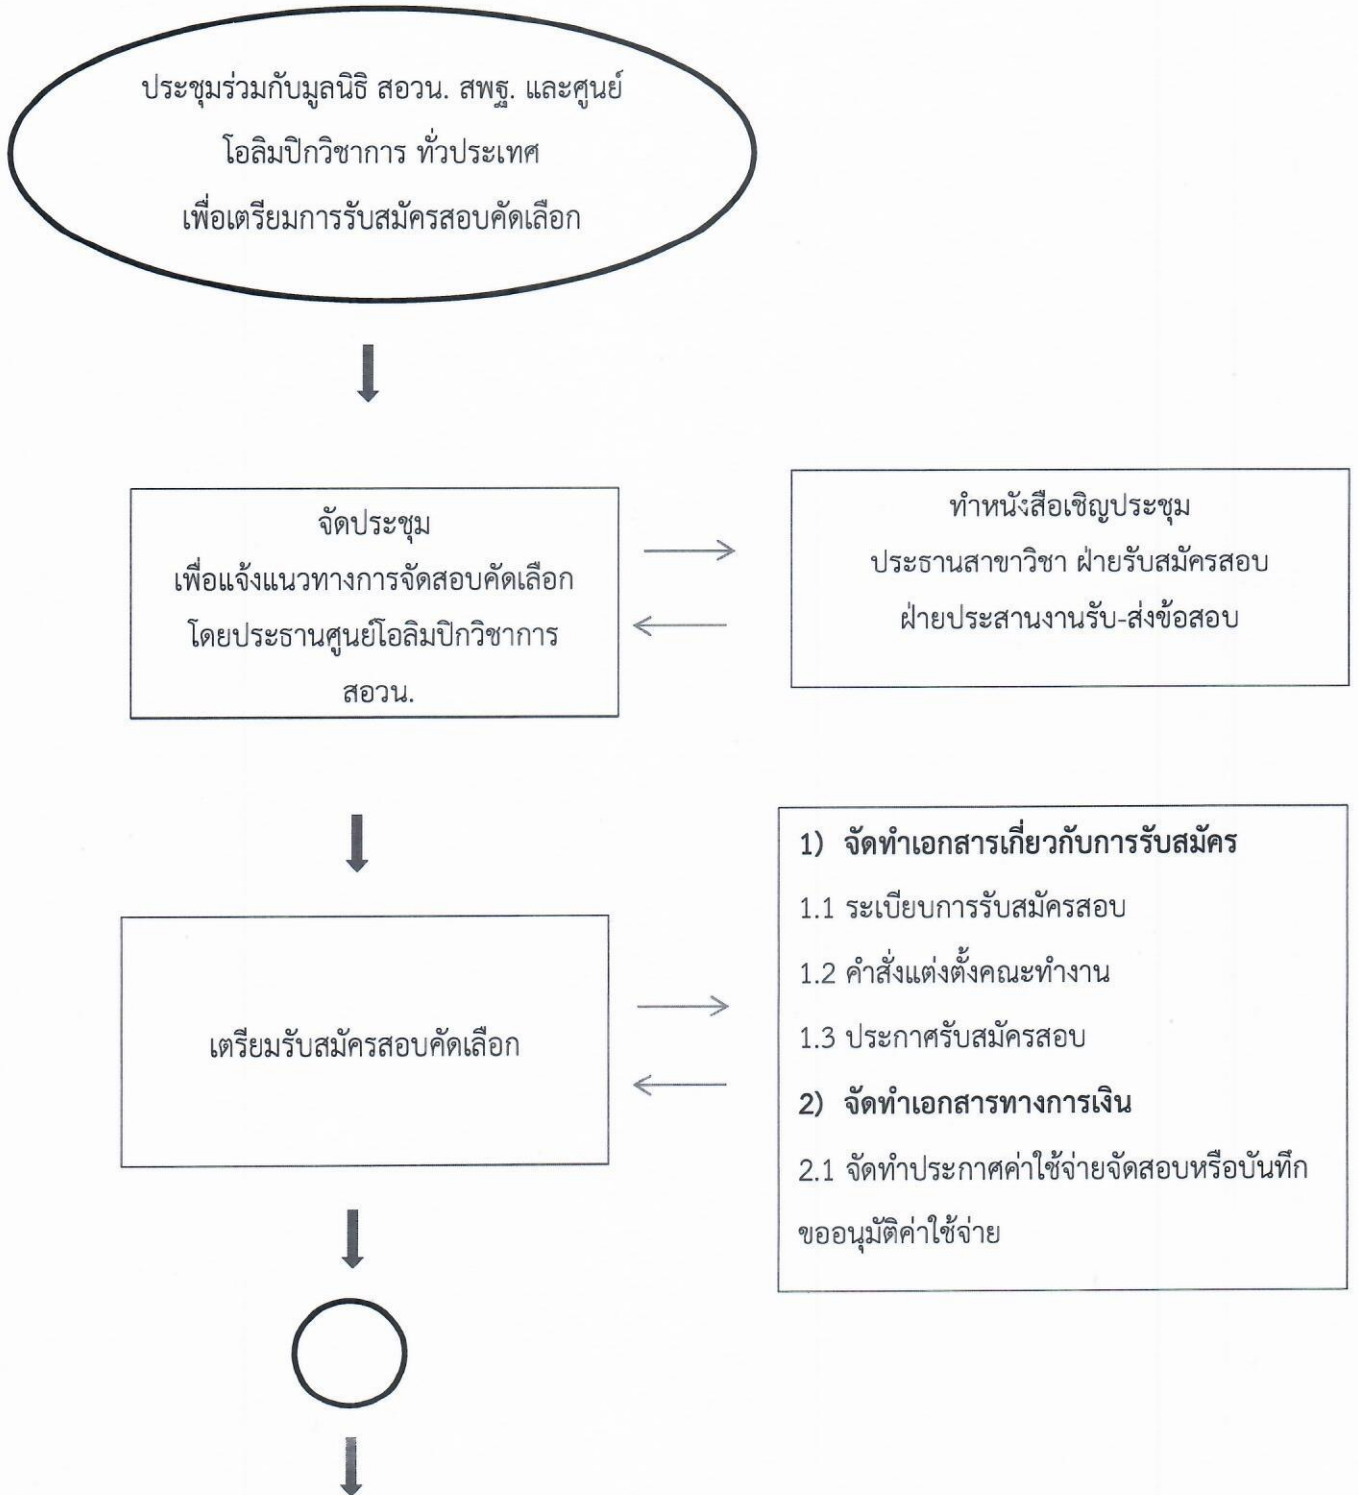 ประชุมร่วมกับมูลนิธิ สอวน. สพฐ. และศูนย์
โอลิมปิกวิชาการ ทั่วประเทศ
เพื่อเตรียมการรับสมัครสอบคัดเลือก
จัดประชุม
เพื่อแจ้งแนวทางการจัดสอบคัดเลือก
โดยประธานศูนย์โอลิมปิกวิชาการ
สอวน.
ทำหนังสือเชิญประชุม
ประธานสาขาวิชา ฝ่ายรับสมัครสอบ
ฝ่ายประสานงานรับ-ส่งข้อสอบ
เตรียมรับสมัครสอบคัดเลือก
1) จัดทำเอกสารเกี่ยวกับการรับสมัคร
1.1 ระเบียบการรับสมัครสอบ
1.2 คำสั่งแต่งตั้งคณะทำงาน
1.3 ประกาศรับสมัครสอบ
2) จัดทำเอกสารทางการเงิน
2.1 จัดทำประกาศค่าใช้จ่ายจัดสอบหรือบันทึก
ขออนุมัติค่าใช้จ่าย